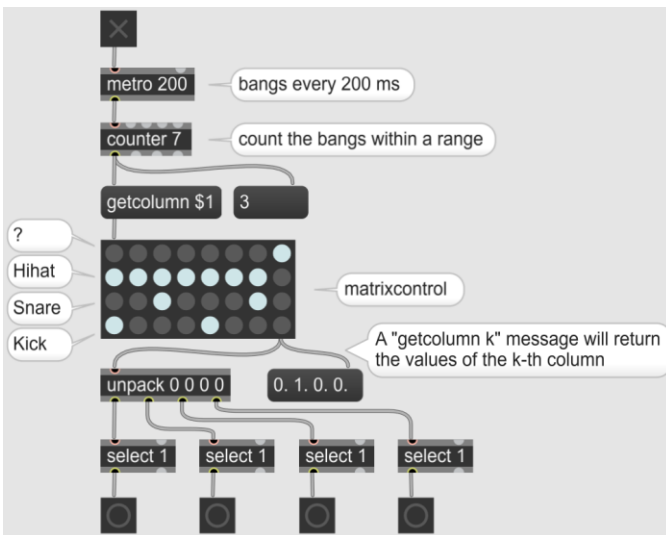 metro 200
bangs every 200 ms
counter 7
count the bangs within a range
getcolumn $1
3
?
Hihat
Snare
Kick
matrixcontrol
A "getcolumn k" message will return
the values of the k-th column
unpack 0 0 0 0
0. 1. 0. 0.
select 1
select 1
select 1
select 1